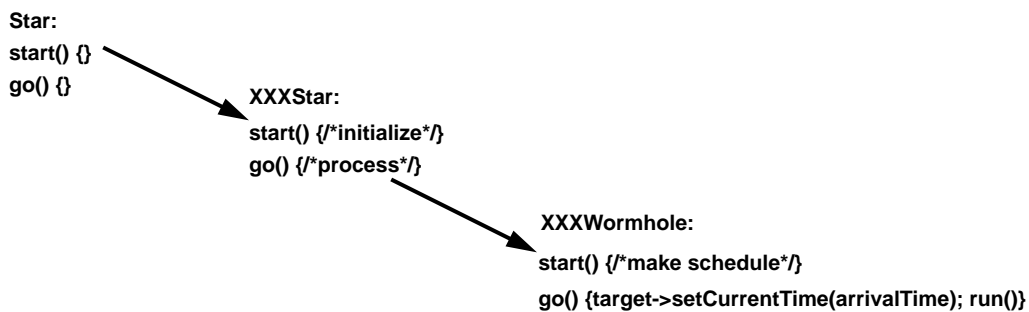 Star:
start() {}
go() {}
XXXStar:
start() {/*initialize*/}
go() {/*process*/}
XXXWormhole:
start() {/*make schedule*/}
go() {target->setCurrentTime(arrivalTime); run()}